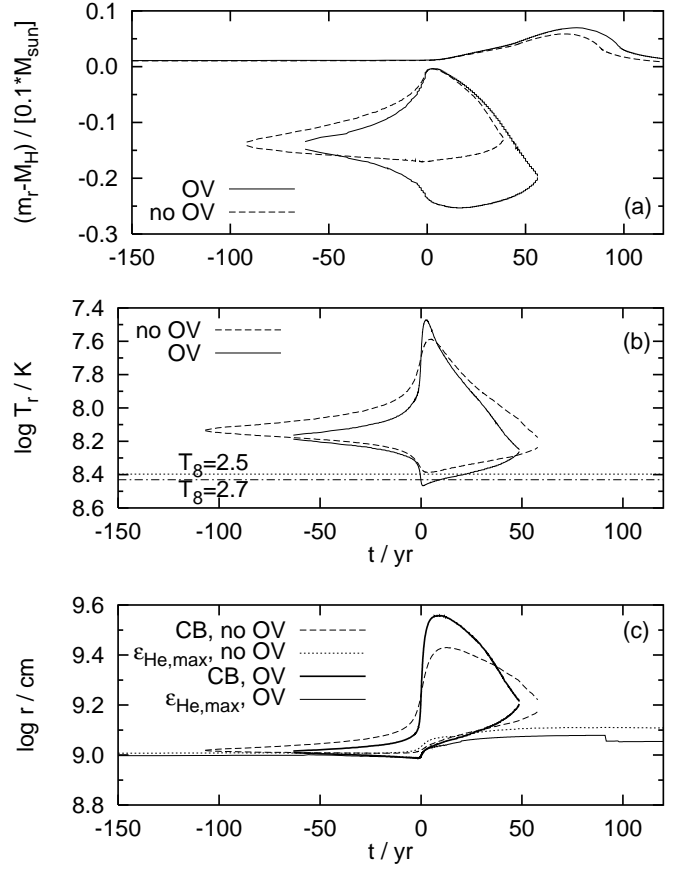 0.1
0.0
-0.1
-0.2
-0.3
(m_r-M_H) / [0.1*M_sun]
OV
no OV
(a)
-150 -100 -50 0 50 100
7.4
7.6
7.8
8.0
8.2
8.4
8.6
log T_r / K
no OV
OV
(b)
T_8=2.5
T_8=2.7
-150 -100 -50 0 50 100
t / yr
9.6
9.4
9.2
9.0
8.8
log r / cm
CB, no OV
ε_He,max, no OV
CB, OV
ε_He,max, OV
(c)
-150 -100 -50 0 50 100
t / yr